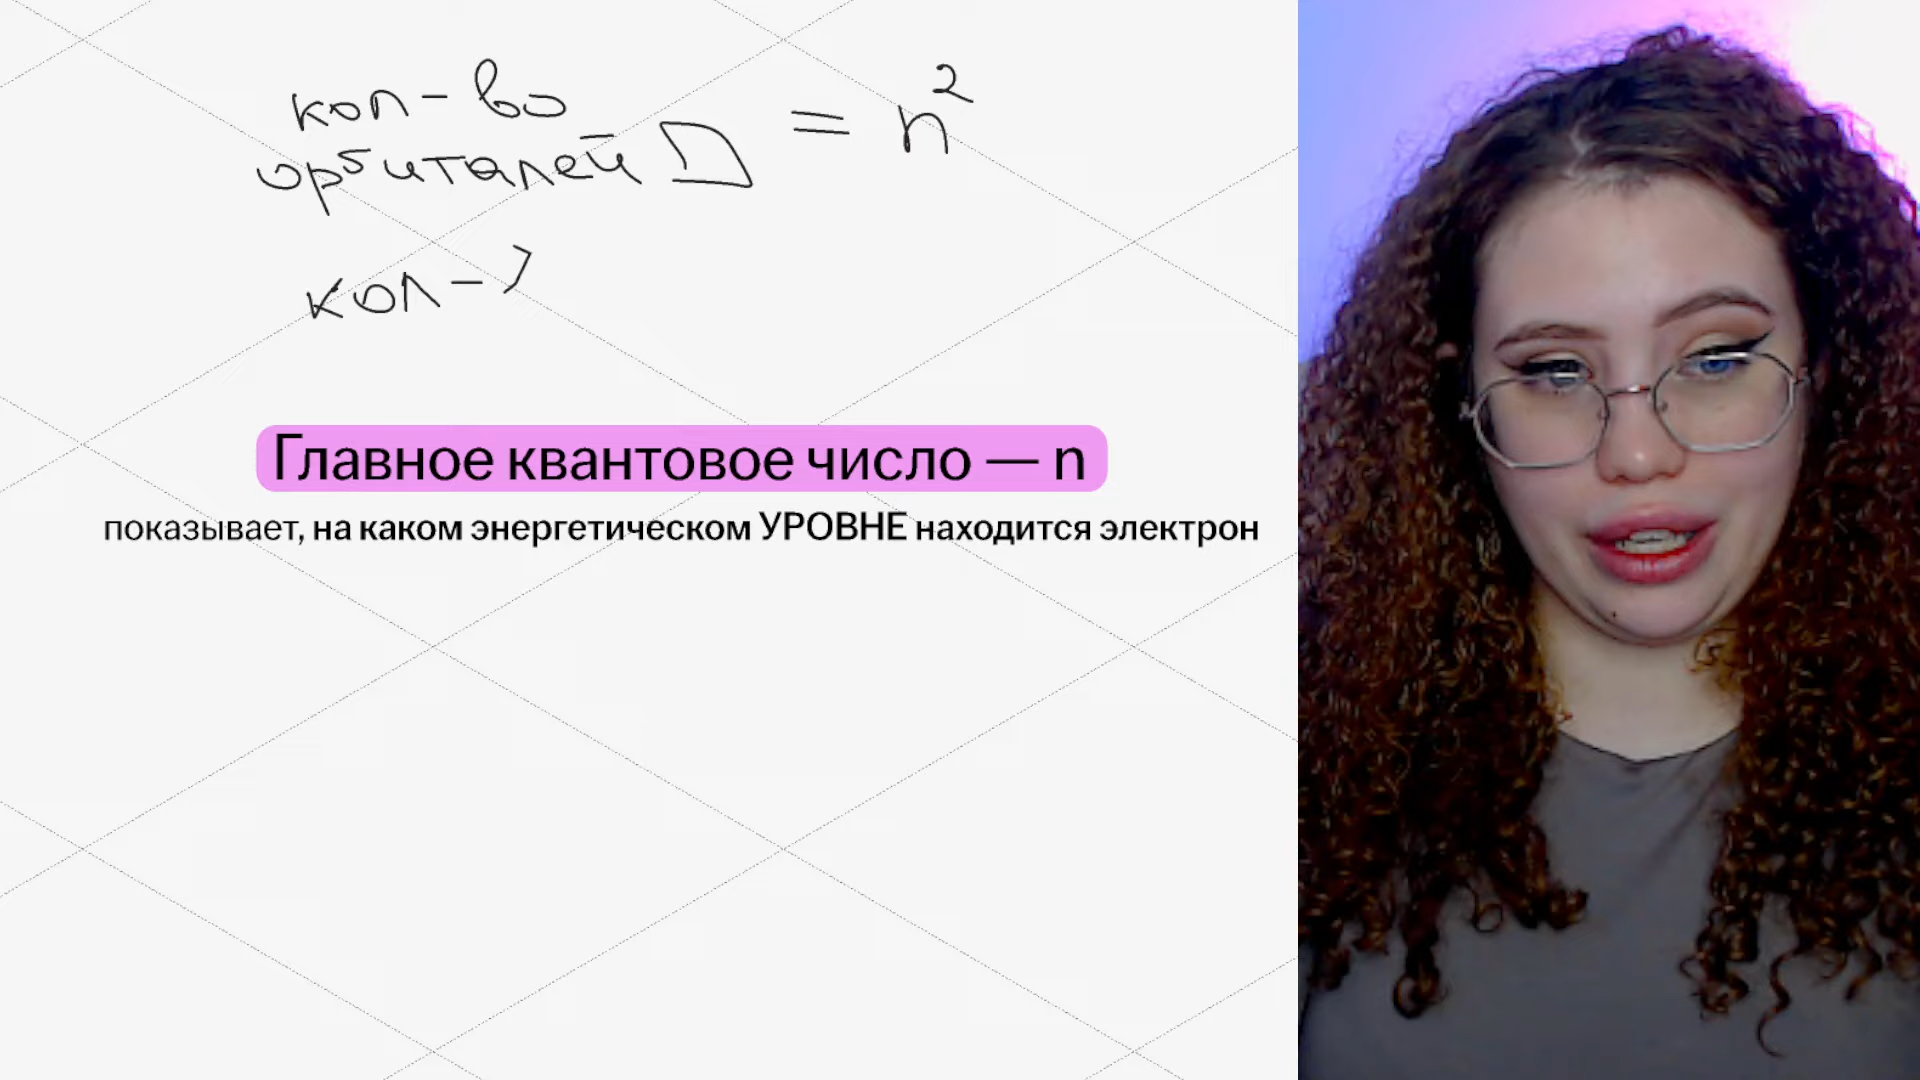 кол-во
орбиталей = n²
кол-
Главное квантовое число — n
показывает, на каком энергетическом УРОВНЕ находится электрон